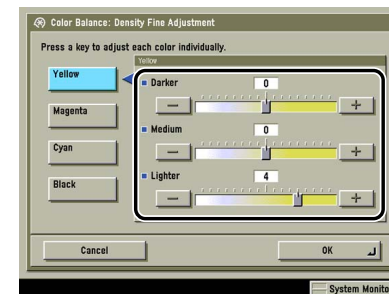 Color Balance: Density Fine Adjustment
Press a key to adjust each color individually.
Yellow
Yellow
Darker
0
Magenta
Medium
0
Cyan
Lighter
4
Black
Cancel
OK
System Monito